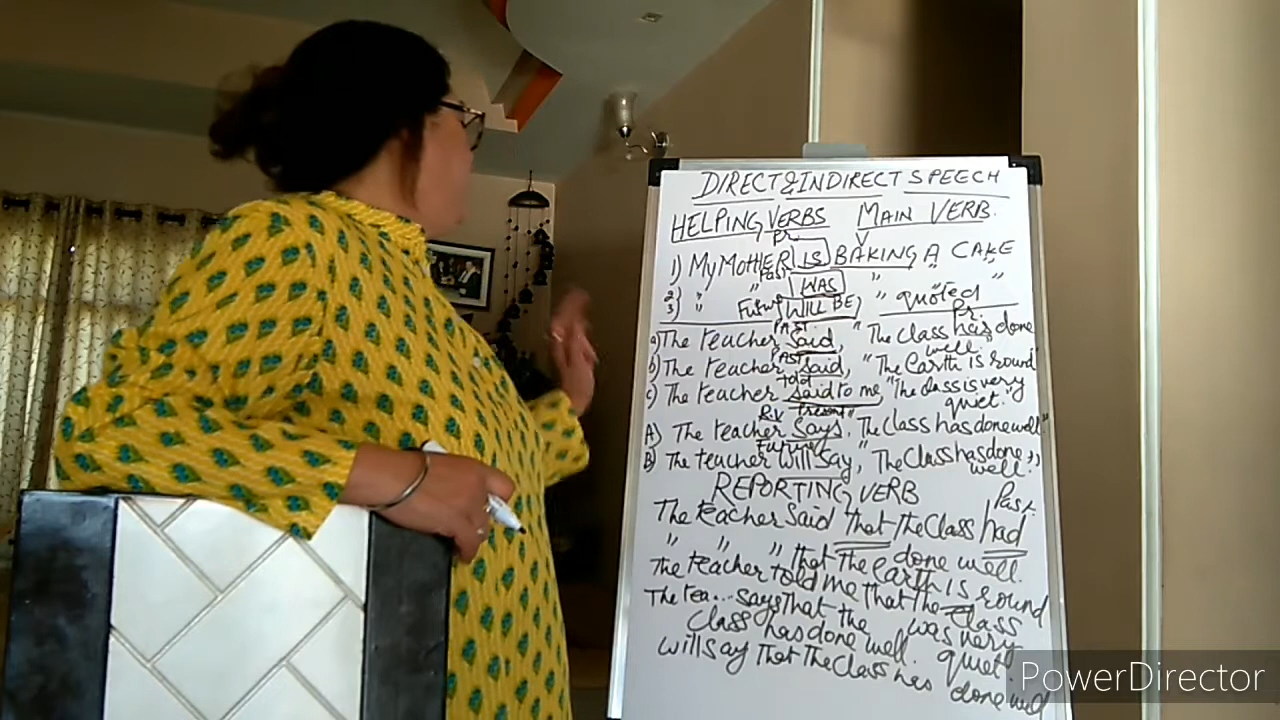 DIRECT & INDIRECT SPEECH
HELPING VERBS MAIN VERB.
Pr. V
1) My MOTHER IS BAKING A CAKE
Past
2) " " WAS " " "
3) " Future WILL BE, " quoted
PAST Pr.
a) The teacher said, " The class has done well."
PAST
b) The teacher said, "The Earth is round"
told
c) The teacher said to me "The class is very quiet."
R.V Present
A) The teacher says, "The class has done well"
Future
B) The teacher will say, "The class has done well."
REPORTING VERB
Past
The teacher said that the class had
" " " that the earth is round
done well.
The teacher told me that the class was very quiet
The tea... says that the class has done well.
will say that the class has done well
PowerDirector